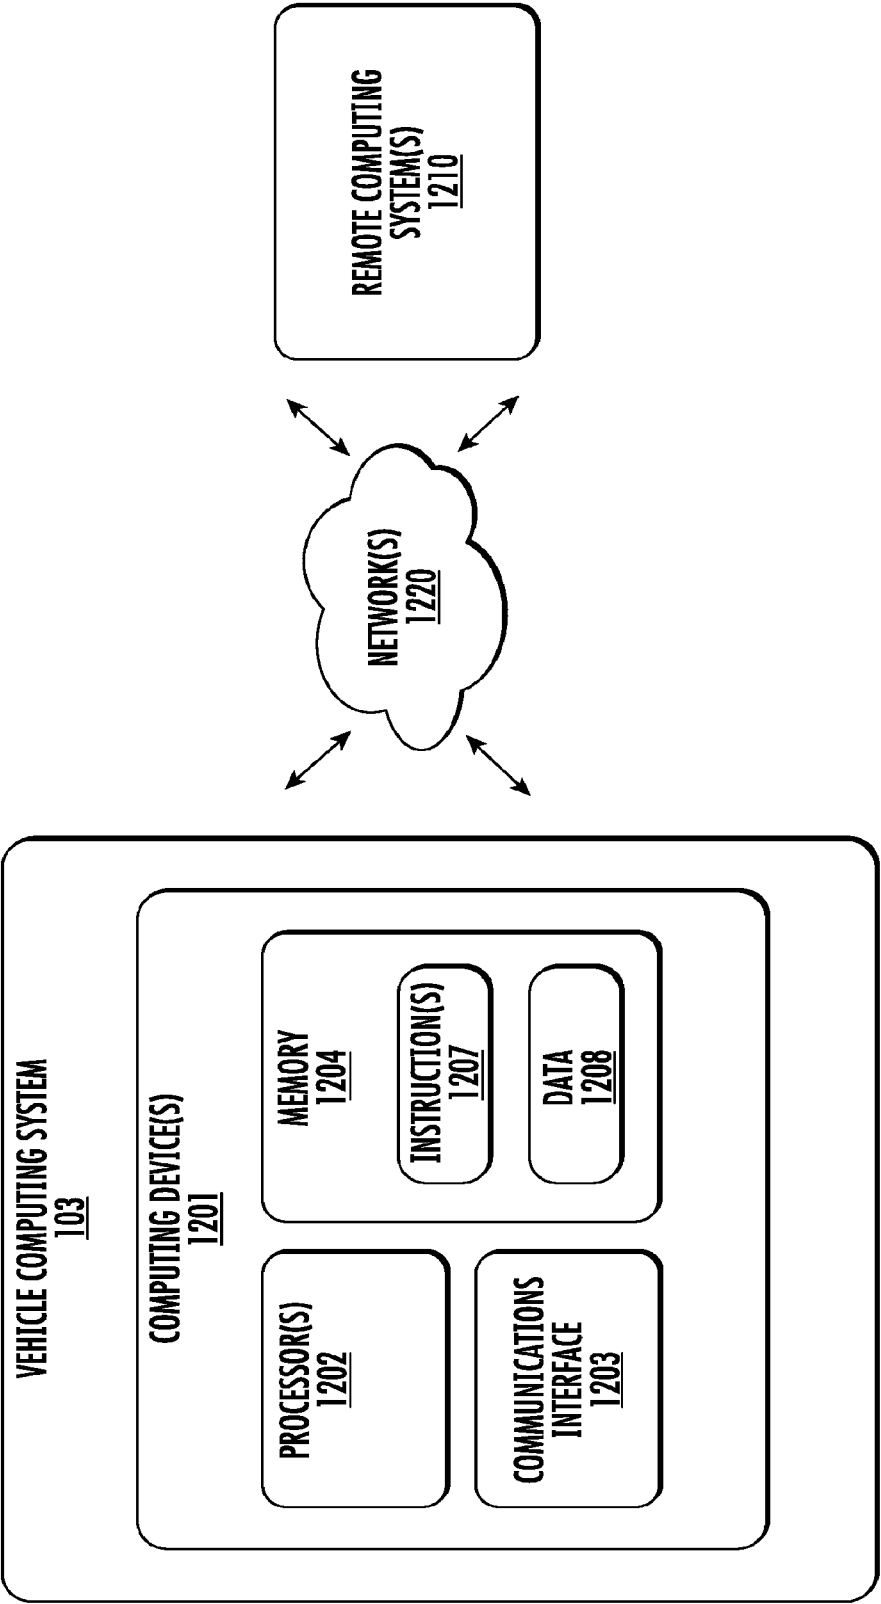 VEHICLE COMPUTING SYSTEM
103
COMPUTING DEVICE(S)
1201
PROCESSOR(S)
1202
COMMUNICATIONS
INTERFACE
1203
MEMORY
1204
INSTRUCTION(S)
1207
DATA
1208
NETWORK(S)
1220
REMOTE COMPUTING
SYSTEM(S)
1210